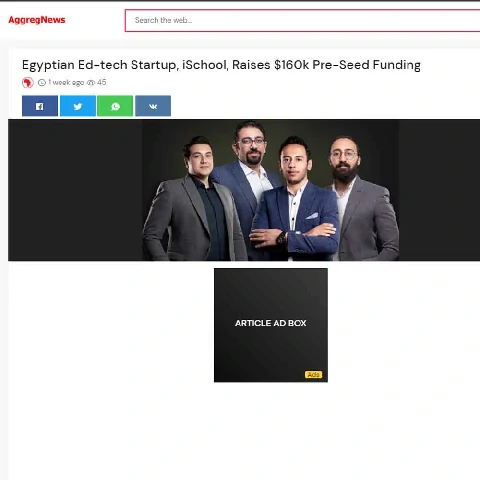 AggregNews
Search the web...
Egyptian Ed-tech Startup, iSchool, Raises $160k Pre-Seed Funding
1 week ago 45
ARTICLE AD BOX
Ads